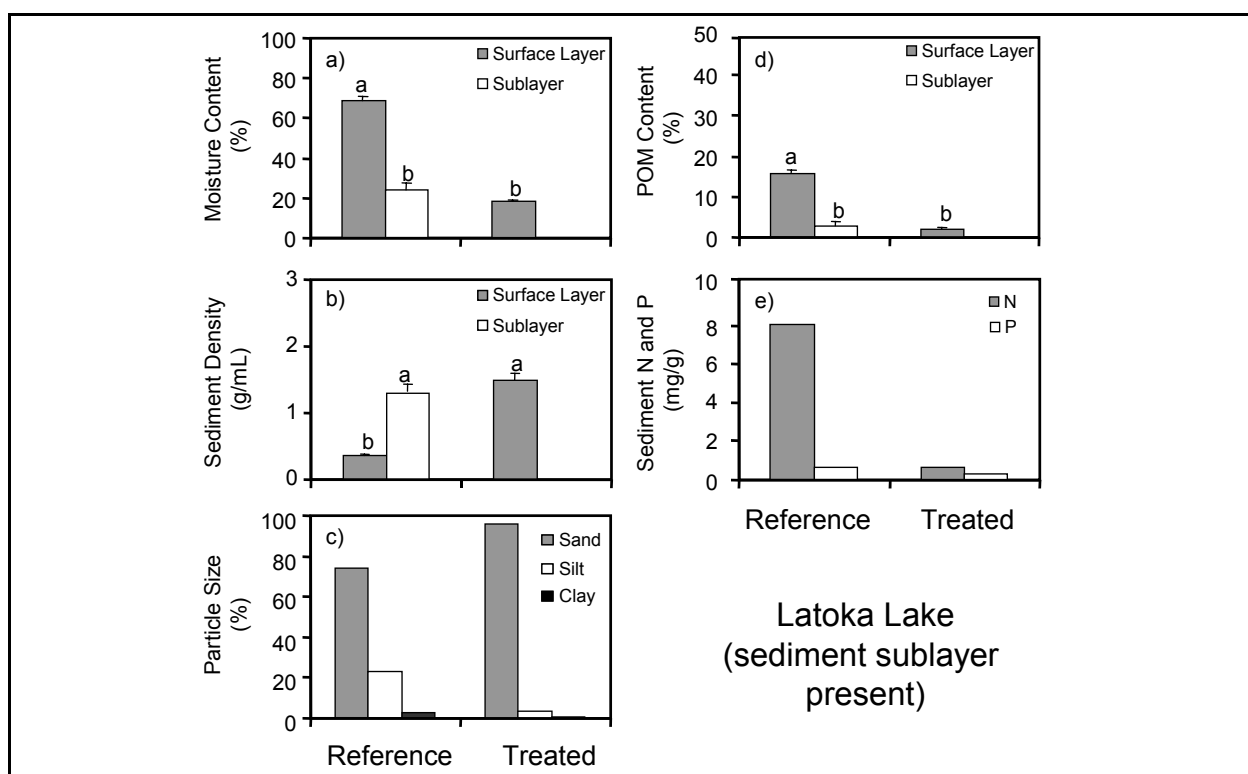 a)
Surface Layer
Sublayer
Moisture Content
(%)
100
80
60
40
20
0
a
b
b
d)
Surface Layer
Sublayer
POM Content
(%)
50
40
30
20
10
0
a
b
b
b)
Surface Layer
Sublayer
Sediment Density
(g/mL)
3
2
1
0
b
a
a
e)
N
P
Sediment N and P
(mg/g)
10
8
6
4
2
0
Reference
Treated
c)
Sand
Silt
Clay
Particle Size
(%)
100
80
60
40
20
0
Reference
Treated
Latoka Lake
(sediment sublayer
present)